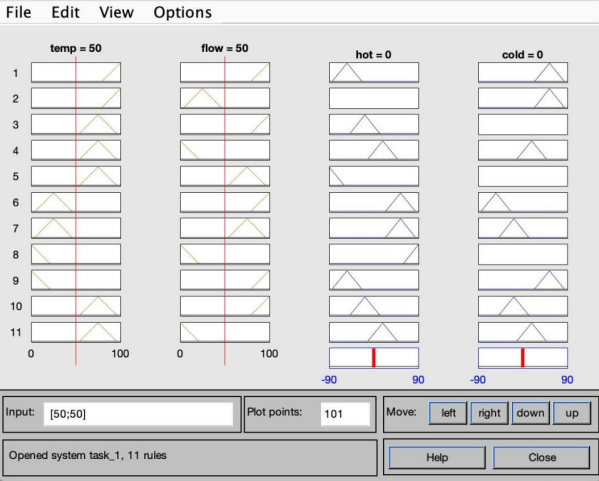 File Edit View Options
temp = 50 flow = 50 hot = 0 cold = 0
1
2
3
4
5
6
7
8
9
10
11
0 100 0 100
-90 90 -90 90
Input: [50;50] Plot points: 101 Move: left right down up
Opened system task_1, 11 rules Help Close